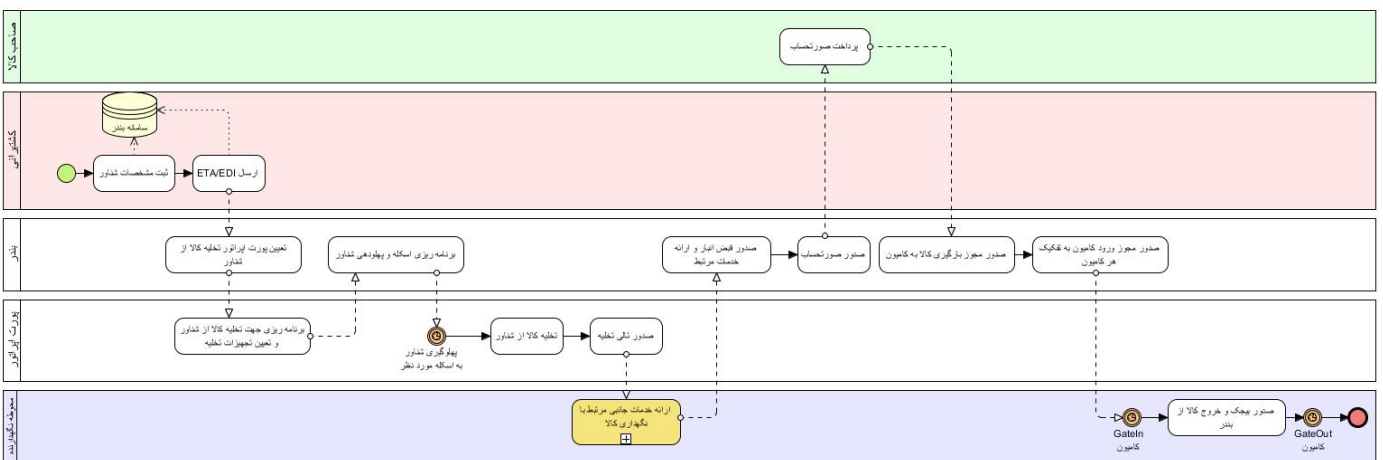 صاحب کالا
پرداخت صورتحساب
کشتیرانی
سامانه بندر
ثبت مشخصات شناور
ارسال ETA/EDI
بندر
تعیین پورت اپراتور تخلیه کالا از
شناور
برنامه ریزی اسکله و پهلودهی شناور
صدور قبض انبار و ارائه
خدمات مرتبط
صدور صورتحساب
صدور مجوز بارگیری کالا به کامیون
صدور مجوز ورود کامیون به تفکیک
هر کامیون
پورت اپراتور
برنامه ریزی جهت تخلیه کالا از شناور
و تعیین تجهیزات تخلیه
پهلوگیری شناور
به اسکله مورد نظر
تخلیه کالا از شناور
صدور تالی تخلیه
محوطه نگهدارنده
ارائه خدمات جانبی مرتبط با
نگهداری کالا
GateIn
کامیون
صدور بیجک و خروج کالا از
بندر
GateOut
کامیون